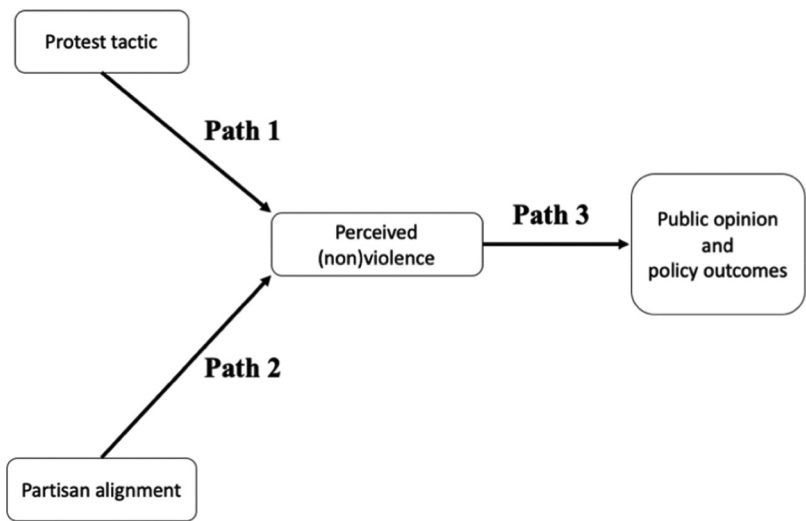 Protest tactic
Path 1
Perceived
(non)violence
Path 3
Public opinion
and
policy outcomes
Path 2
Partisan alignment